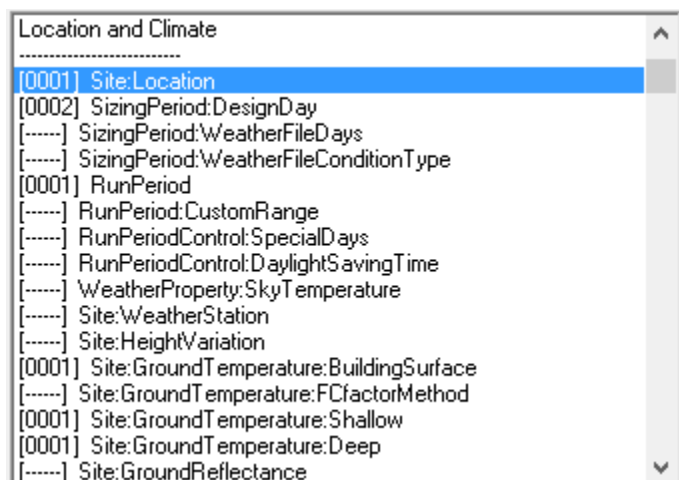 Location and Climate
---------------------------
[0001] Site:Location
[0002] SizingPeriod:DesignDay
[------] SizingPeriod:WeatherFileDays
[------] SizingPeriod:WeatherFileConditionType
[0001] RunPeriod
[------] RunPeriod:CustomRange
[------] RunPeriodControl:SpecialDays
[------] RunPeriodControl:DaylightSavingTime
[------] WeatherProperty:SkyTemperature
[------] Site:WeatherStation
[------] Site:HeightVariation
[0001] Site:GroundTemperature:BuildingSurface
[------] Site:GroundTemperature:FCfactorMethod
[0001] Site:GroundTemperature:Shallow
[0001] Site:GroundTemperature:Deep
[------] Site:GroundReflectance